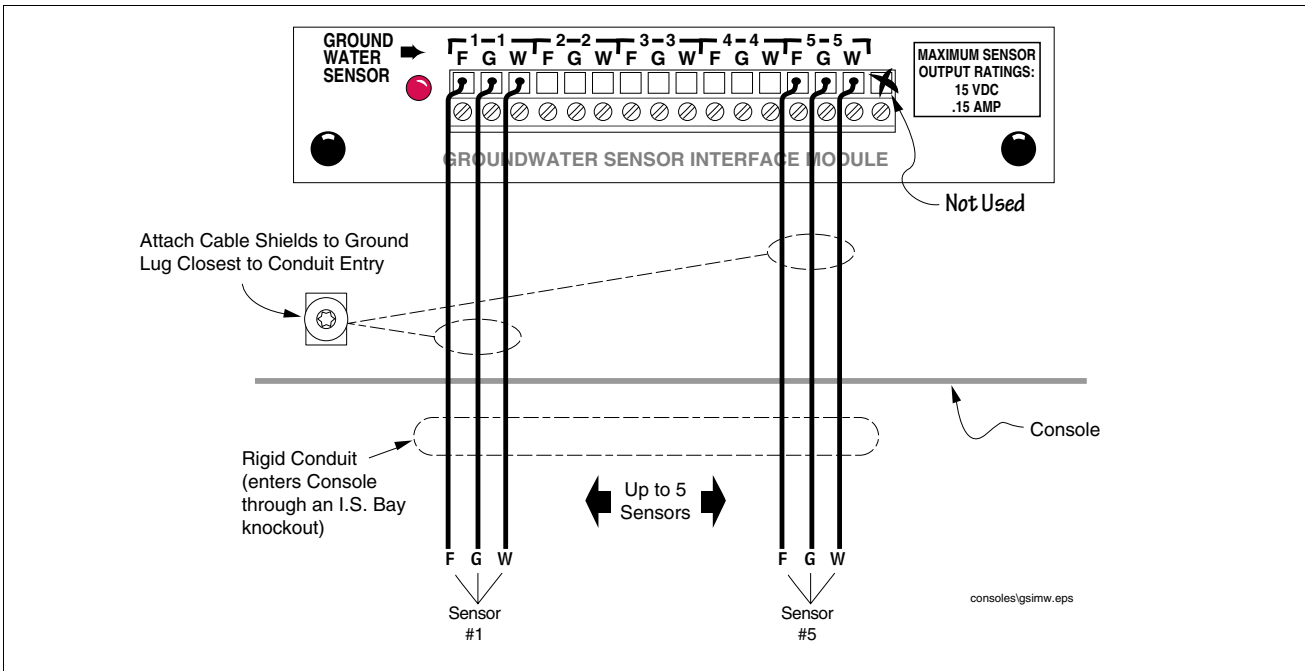 GROUND
WATER
SENSOR
1 1 2 2 3 3 4 4 5 5
F G W F G W F G W F G W F G W
MAXIMUM SENSOR
OUTPUT RATINGS:
15 VDC
.15 AMP
GROUNDWATER SENSOR INTERFACE MODULE
Not Used
Attach Cable Shields to Ground
Lug Closest to Conduit Entry
Console
Rigid Conduit
(enters Console
through an I.S. Bay
knockout)
Up to 5
Sensors
F G W
F G W
Sensor
#1
Sensor
#5
consoles\gsimw.eps